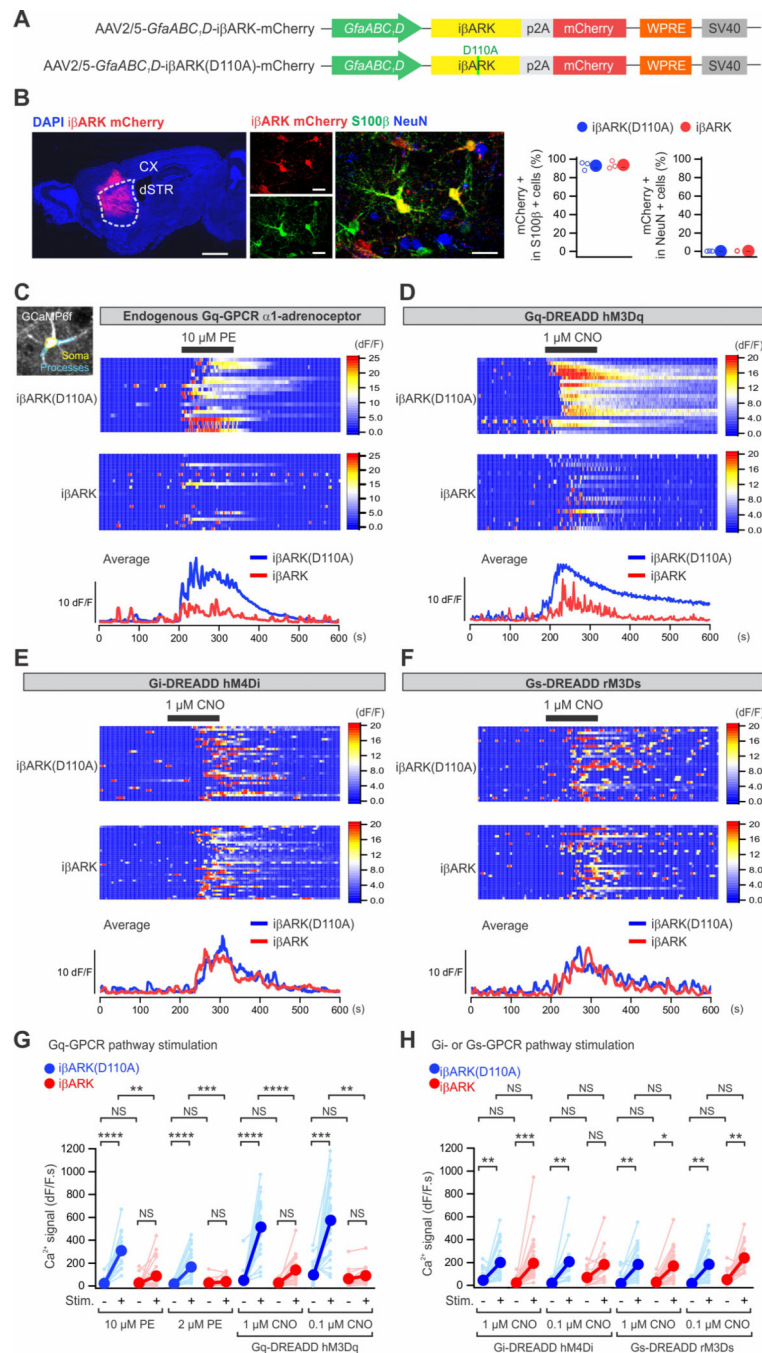 A
AAV2/5-GfaABC₁D-iβARK-mCherry
GfaABC₁D iβARK p2A mCherry WPRE SV40
D110A
AAV2/5-GfaABC₁D-iβARK(D110A)-mCherry
GfaABC₁D iβARK p2A mCherry WPRE SV40
B
DAPI iβARK mCherry
iβARK mCherry S100β NeuN
CX
dSTR
iβARK(D110A) iβARK
mCherry +
in S100β + cells (%)
100
80
60
40
20
0
mCherry +
in NeuN + cells (%)
100
80
60
40
20
0
C
GCaMP6f
Soma
Processes
Endogenous Gq-GPCR α1-adrenoceptor
10 µM PE
(dF/F)
iβARK(D110A)
25
20
15
10
5.0
0.0
iβARK
25
20
15
10
5.0
0.0
Average
iβARK(D110A)
iβARK
10 dF/F
0 100 200 300 400 500 600 (s)
D
Gq-DREADD hM3Dq
1 µM CNO
(dF/F)
iβARK(D110A)
20
16
12
8.0
4.0
0.0
iβARK
20
16
12
8.0
4.0
0.0
Average
iβARK(D110A)
iβARK
10 dF/F
0 100 200 300 400 500 600 (s)
E
Gi-DREADD hM4Di
1 µM CNO
(dF/F)
iβARK(D110A)
20
16
12
8.0
4.0
0.0
iβARK
20
16
12
8.0
4.0
0.0
Average
iβARK(D110A)
iβARK
10 dF/F
0 100 200 300 400 500 600 (s)
F
Gs-DREADD rM3Ds
1 µM CNO
(dF/F)
iβARK(D110A)
20
16
12
8.0
4.0
0.0
iβARK
20
16
12
8.0
4.0
0.0
Average
iβARK(D110A)
iβARK
10 dF/F
0 100 200 300 400 500 600 (s)
G
Gq-GPCR pathway stimulation
iβARK(D110A)
iβARK
** *** **** **
NS NS NS NS
**** **** **** ***
NS NS NS NS
Ca²⁺ signal (dF/F.s)
1200
1000
800
600
400
200
0
Stim. - + - + - + - + - + - + - + - +
10 µM PE 2 µM PE 1 µM CNO 0.1 µM CNO
Gq-DREADD hM3Dq
H
Gi- or Gs-GPCR pathway stimulation
iβARK(D110A)
iβARK
NS NS NS NS
NS NS NS NS
*** NS * **
** ** ** **
Ca²⁺ signal (dF/F.s)
1200
1000
800
600
400
200
0
Stim. - + - + - + - + - + - + - + - +
1 µM CNO 0.1 µM CNO 1 µM CNO 0.1 µM CNO
Gi-DREADD hM4Di Gs-DREADD rM3Ds